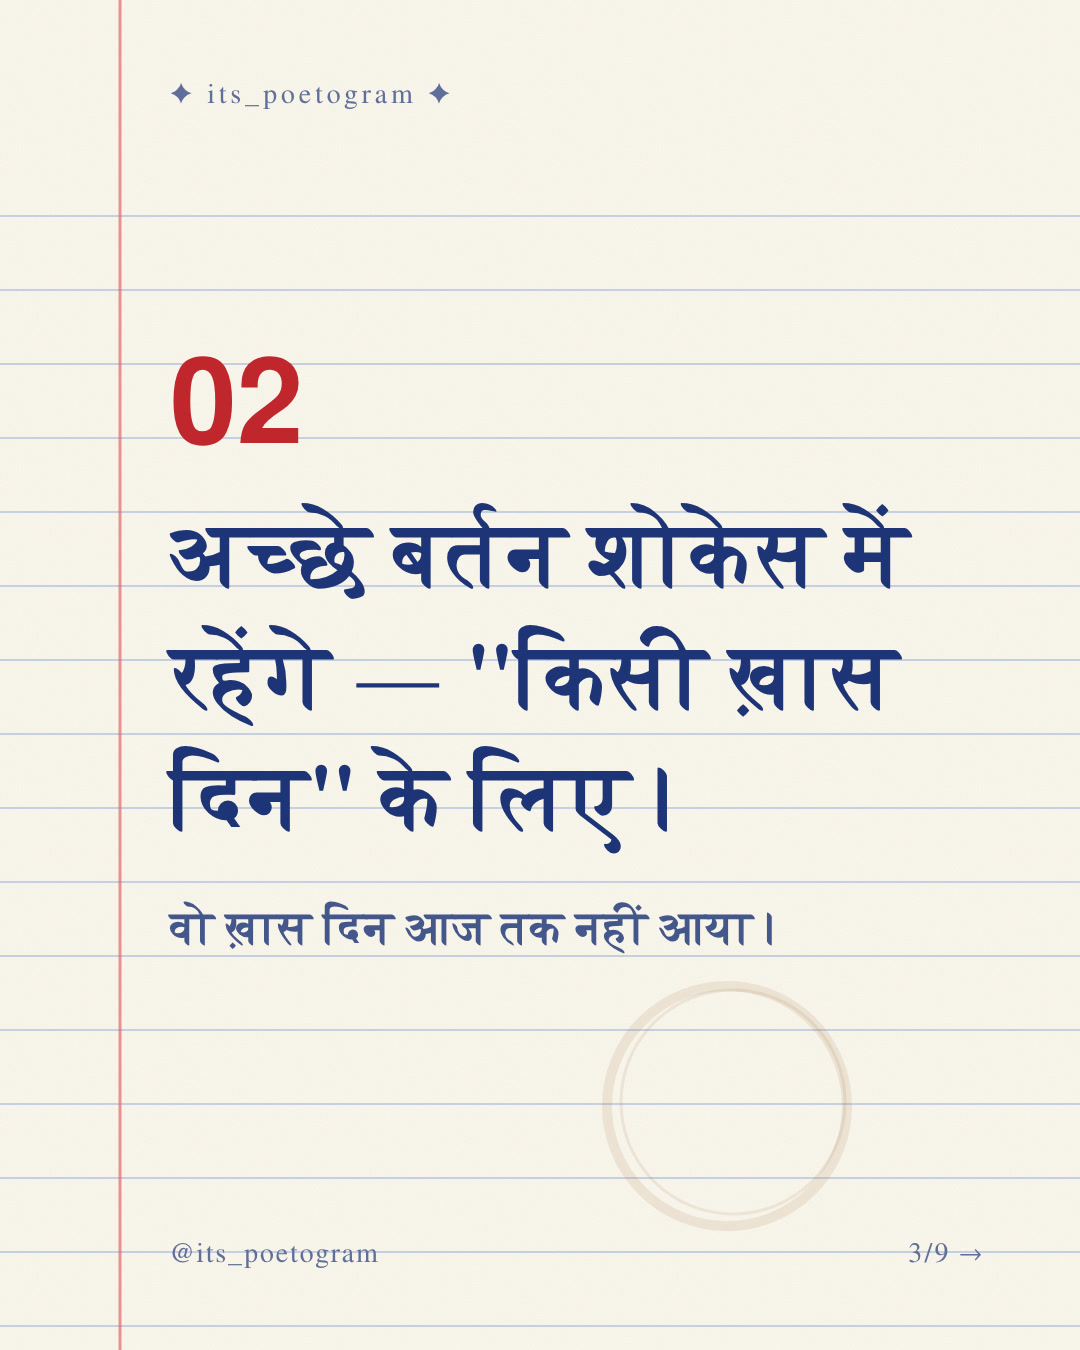 ✦ its_poetogram ✦
02
अच्छे बर्तन शोकेस में
रहेंगे — "किसी ख़ास
दिन" के लिए।
वो ख़ास दिन आज तक नहीं आया।
@its_poetogram
3/9 →